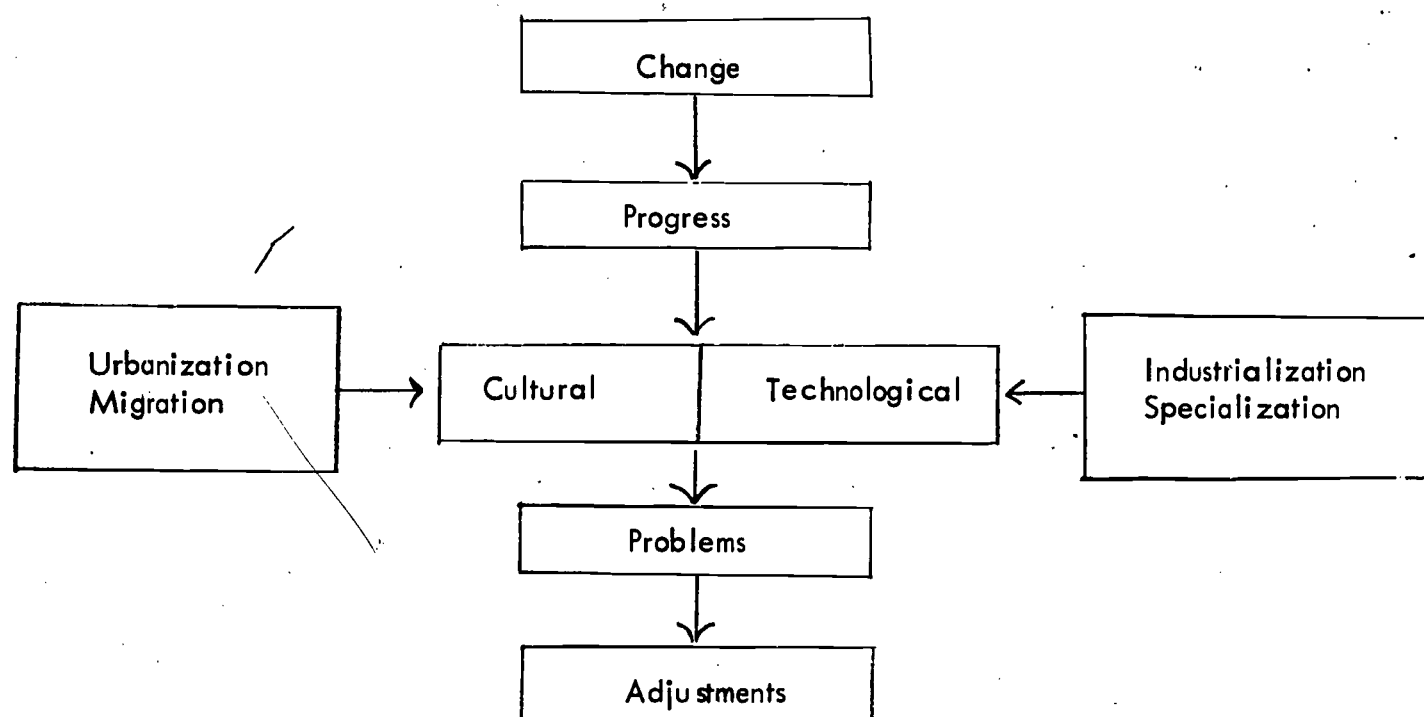 Change
Progress
Urbanization
Migration
Cultural
Technological
Industrialization
Specialization
Problems
Adjustments